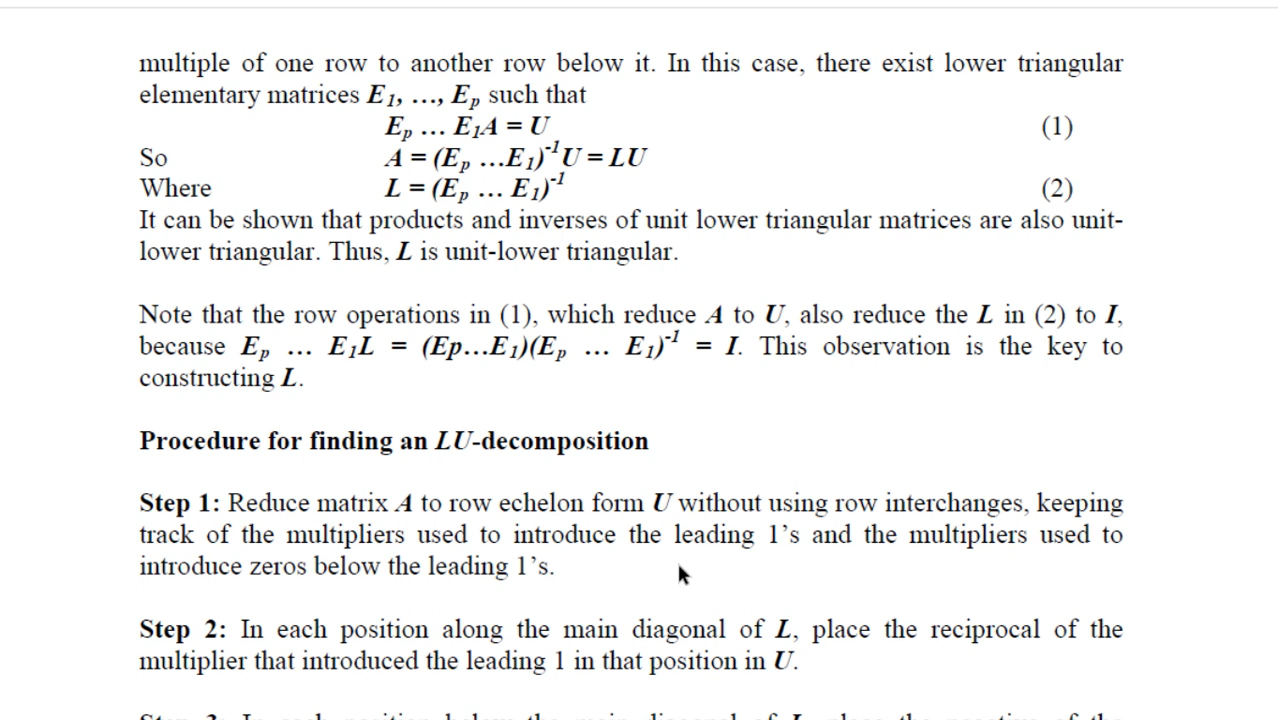 multiple of one row to another row below it. In this case, there exist lower triangular
elementary matrices E1, ..., Ep such that
Ep ... E1A = U (1)
So A = (Ep ...E1)-1U = LU
Where L = (Ep ... E1)-1 (2)
It can be shown that products and inverses of unit lower triangular matrices are also unit-
lower triangular. Thus, L is unit-lower triangular.
Note that the row operations in (1), which reduce A to U, also reduce the L in (2) to I,
because Ep ... E1L = (Ep...E1)(Ep ... E1)-1 = I. This observation is the key to
constructing L.
Procedure for finding an LU-decomposition
Step 1: Reduce matrix A to row echelon form U without using row interchanges, keeping
track of the multipliers used to introduce the leading 1’s and the multipliers used to
introduce zeros below the leading 1’s.
Step 2: In each position along the main diagonal of L, place the reciprocal of the
multiplier that introduced the leading 1 in that position in U.